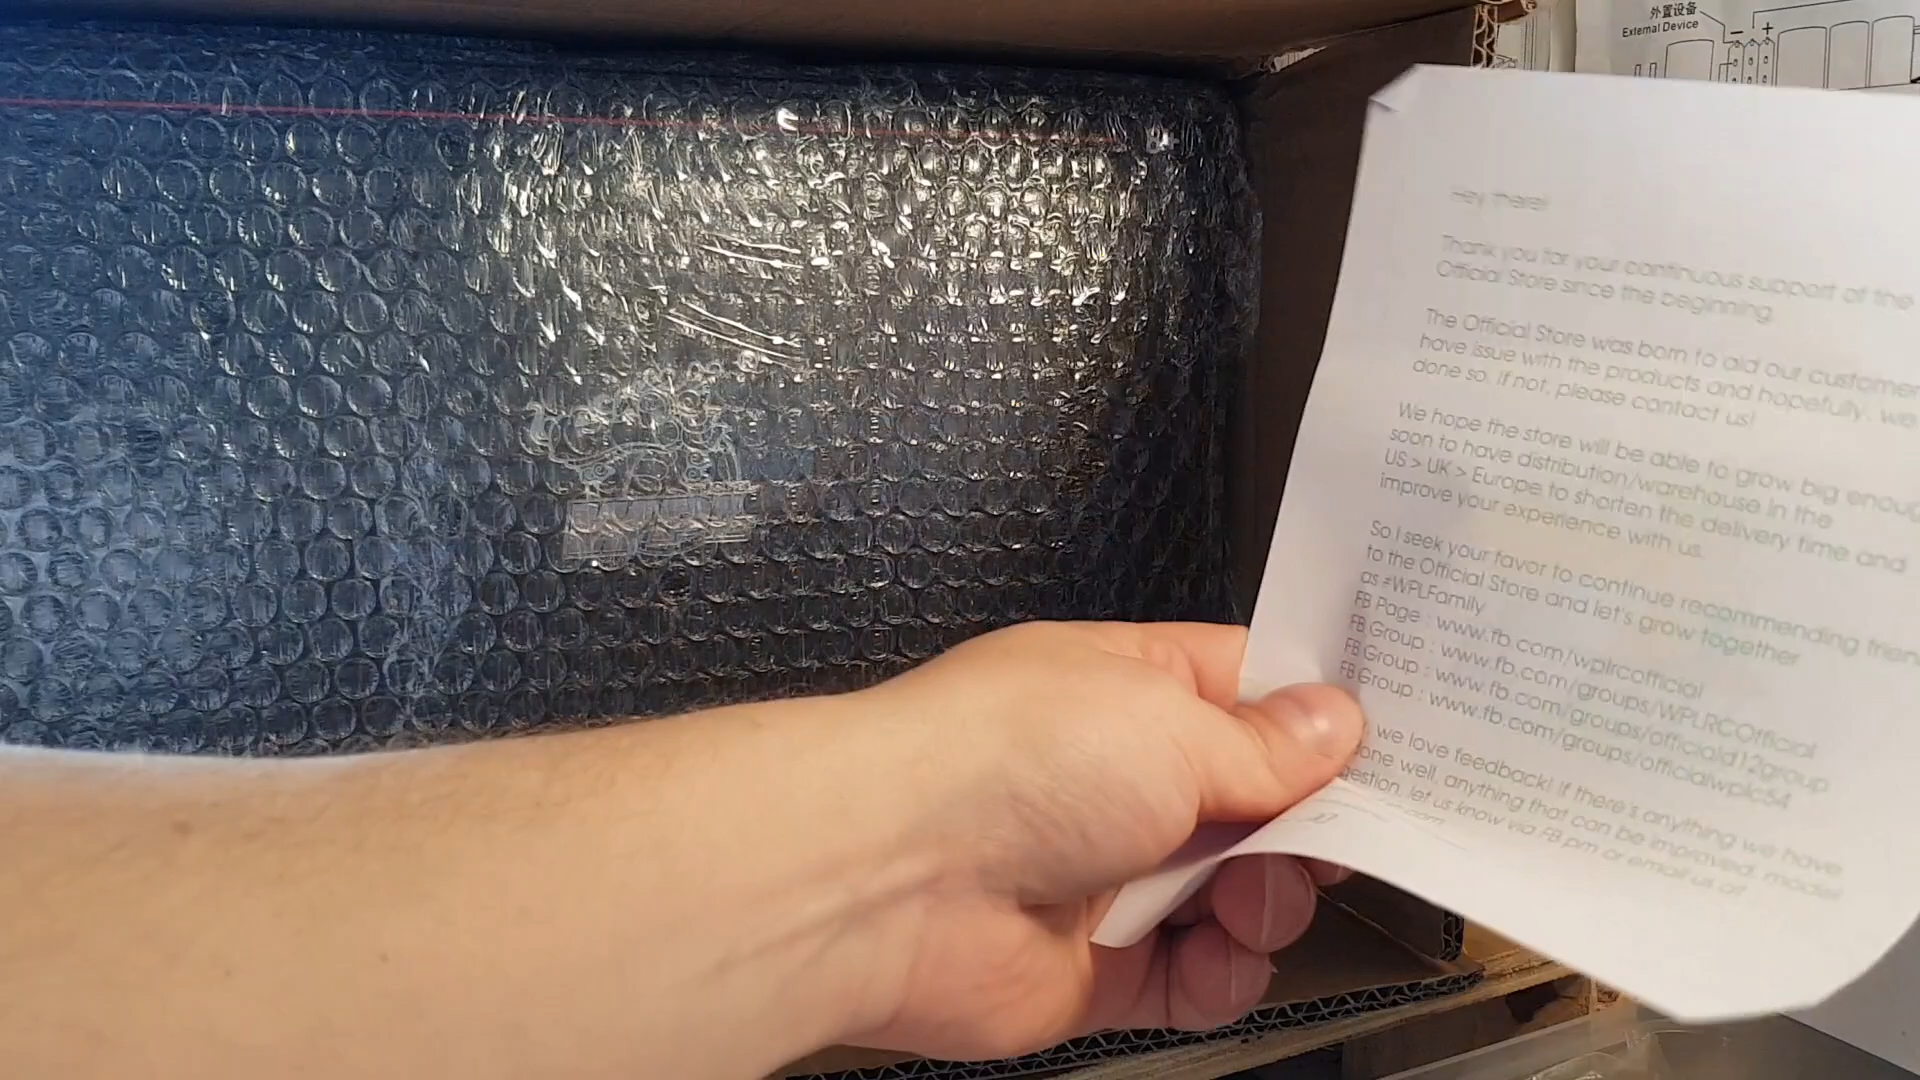 外置设备
External Device
8+
Hey there!
Thank you for your continuous support of the
Official Store since the beginning.
The Official Store was born to aid our customer
have issue with the products and hopefully, we
done so. If not, please contact us!
We hope the store will be able to grow big enoug
soon to have distribution/warehouse in the
US > UK > Europe to shorten the delivery time and
improve your experience with us.
So I seek your favor to continue recommending frien
to the Official Store and let's grow together
as #WPLFamily
FB Page : www.fb.com/wplrcofficial
FB Group : www.fb.com/groups/WPLRCOfficial
FB Group : www.fb.com/groups/officiald12group
FB Group : www.fb.com/groups/officialwplc54
, we love feedback! If there's anything we have
done well, anything that can be improved, model
gestion, let us know via FB pm or email us at